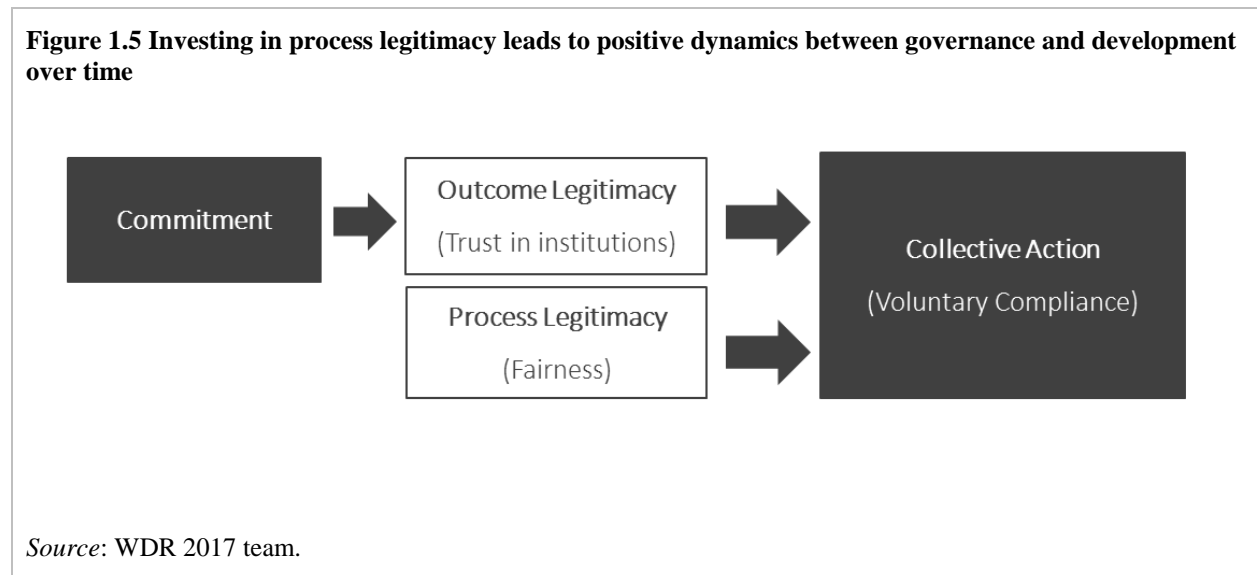 Figure 1.5 Investing in process legitimacy leads to positive dynamics between governance and development
over time
Commitment
Outcome Legitimacy
(Trust in institutions)
Process Legitimacy
(Fairness)
Collective Action
(Voluntary Compliance)
Source: WDR 2017 team.